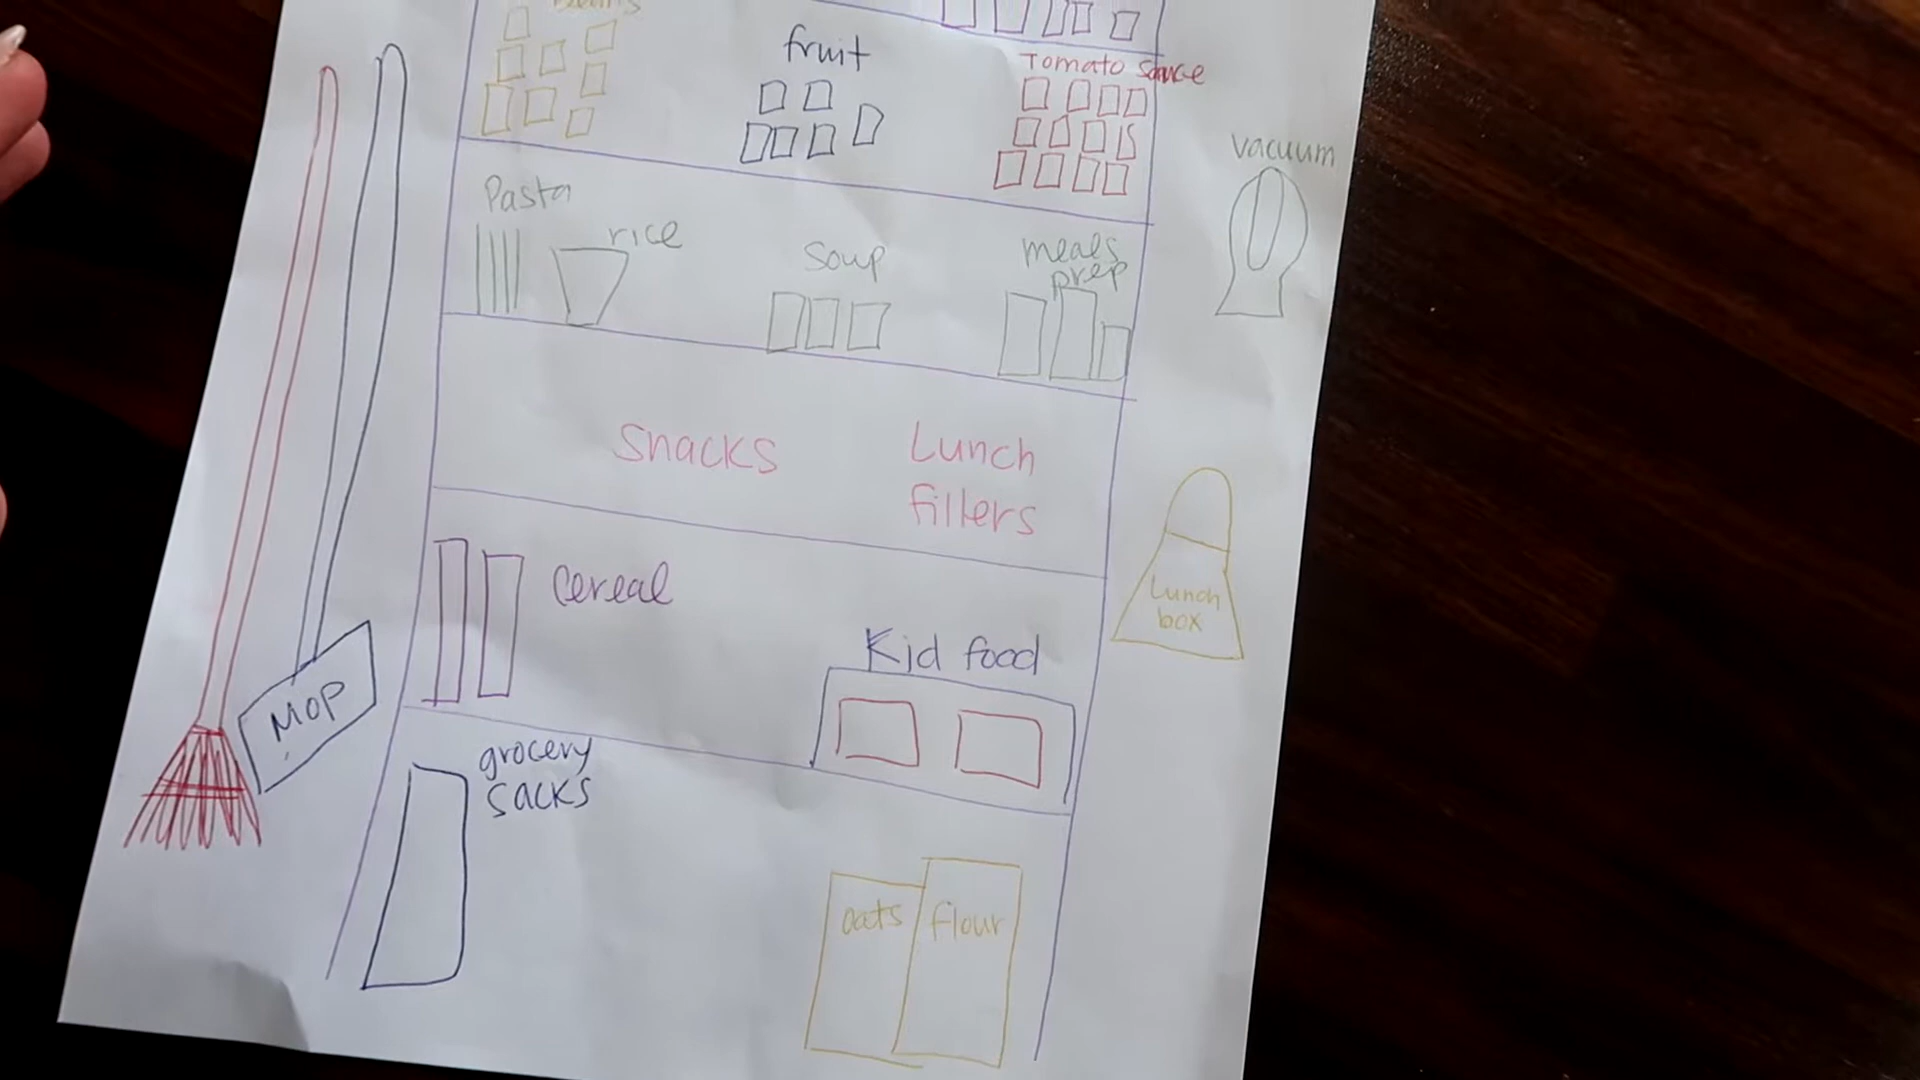 Beans
fruit
Tomato Sauce
vacuum
Pasta
rice
Soup
meals
prep
Snacks
Lunch
fillers
Lunch
box
Cereal
Kid food
MOP
grocery
sacks
oats
flour